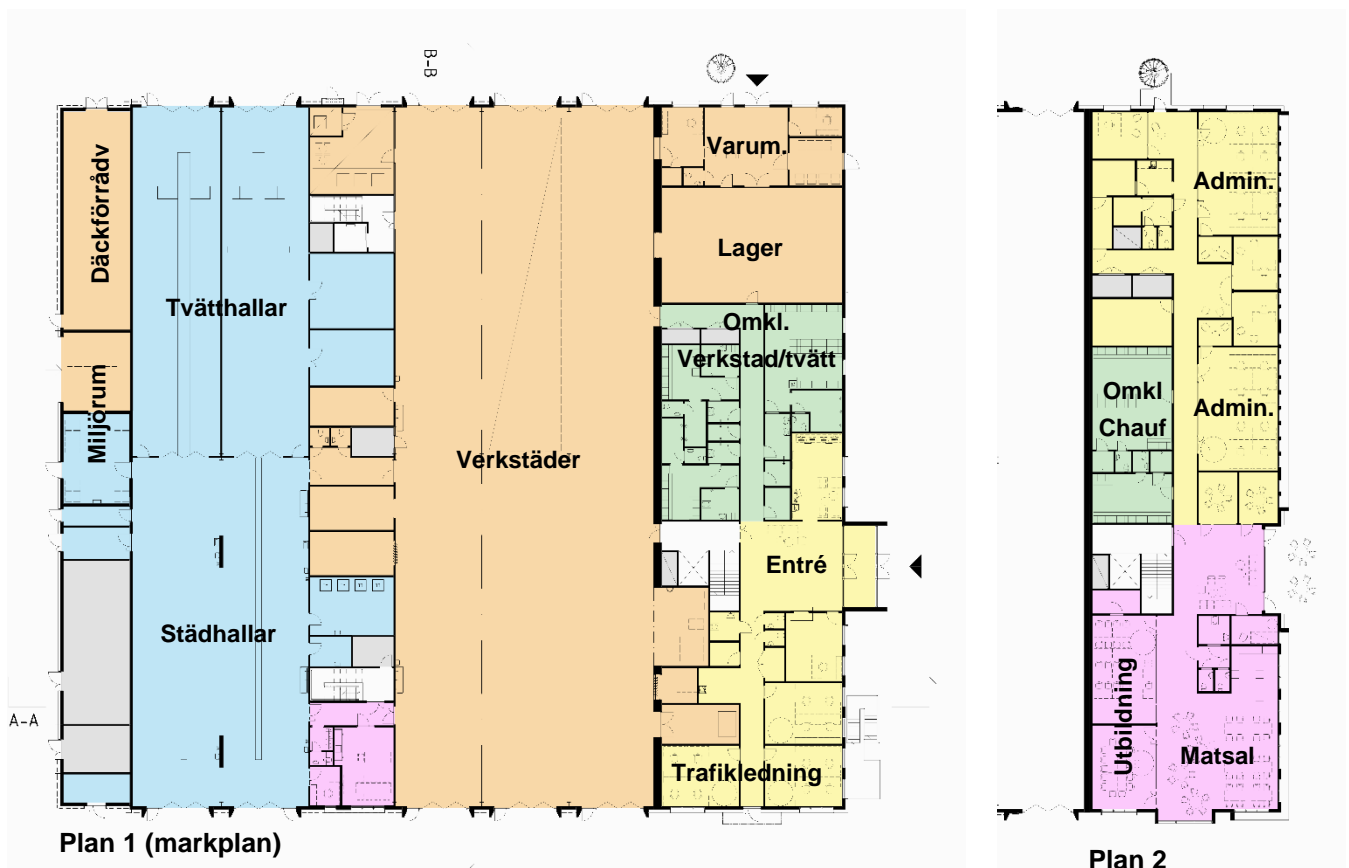 B-B
Däckförrådv
Tvätthallar
Miljörum
Städhallar
Verkstäder
Varum.
Lager
Omkl.
Verkstad/tvätt
Entré
Trafikledning
A-A
Plan 1 (markplan)
Admin.
Omkl
Chauf
Admin.
Utbildning
Matsal
Plan 2